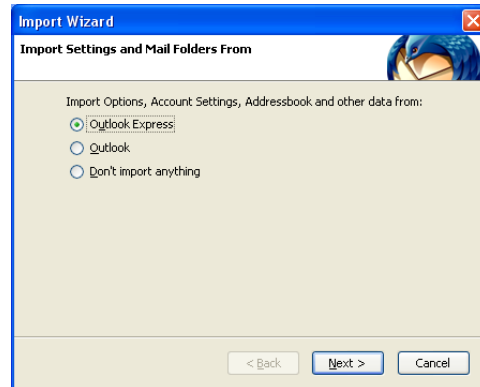 Import Wizard
Import Settings and Mail Folders From
Import Options, Account Settings, Addressbook and other data from:
Outlook Express
Outlook
Don't import anything
< Back
Next >
Cancel